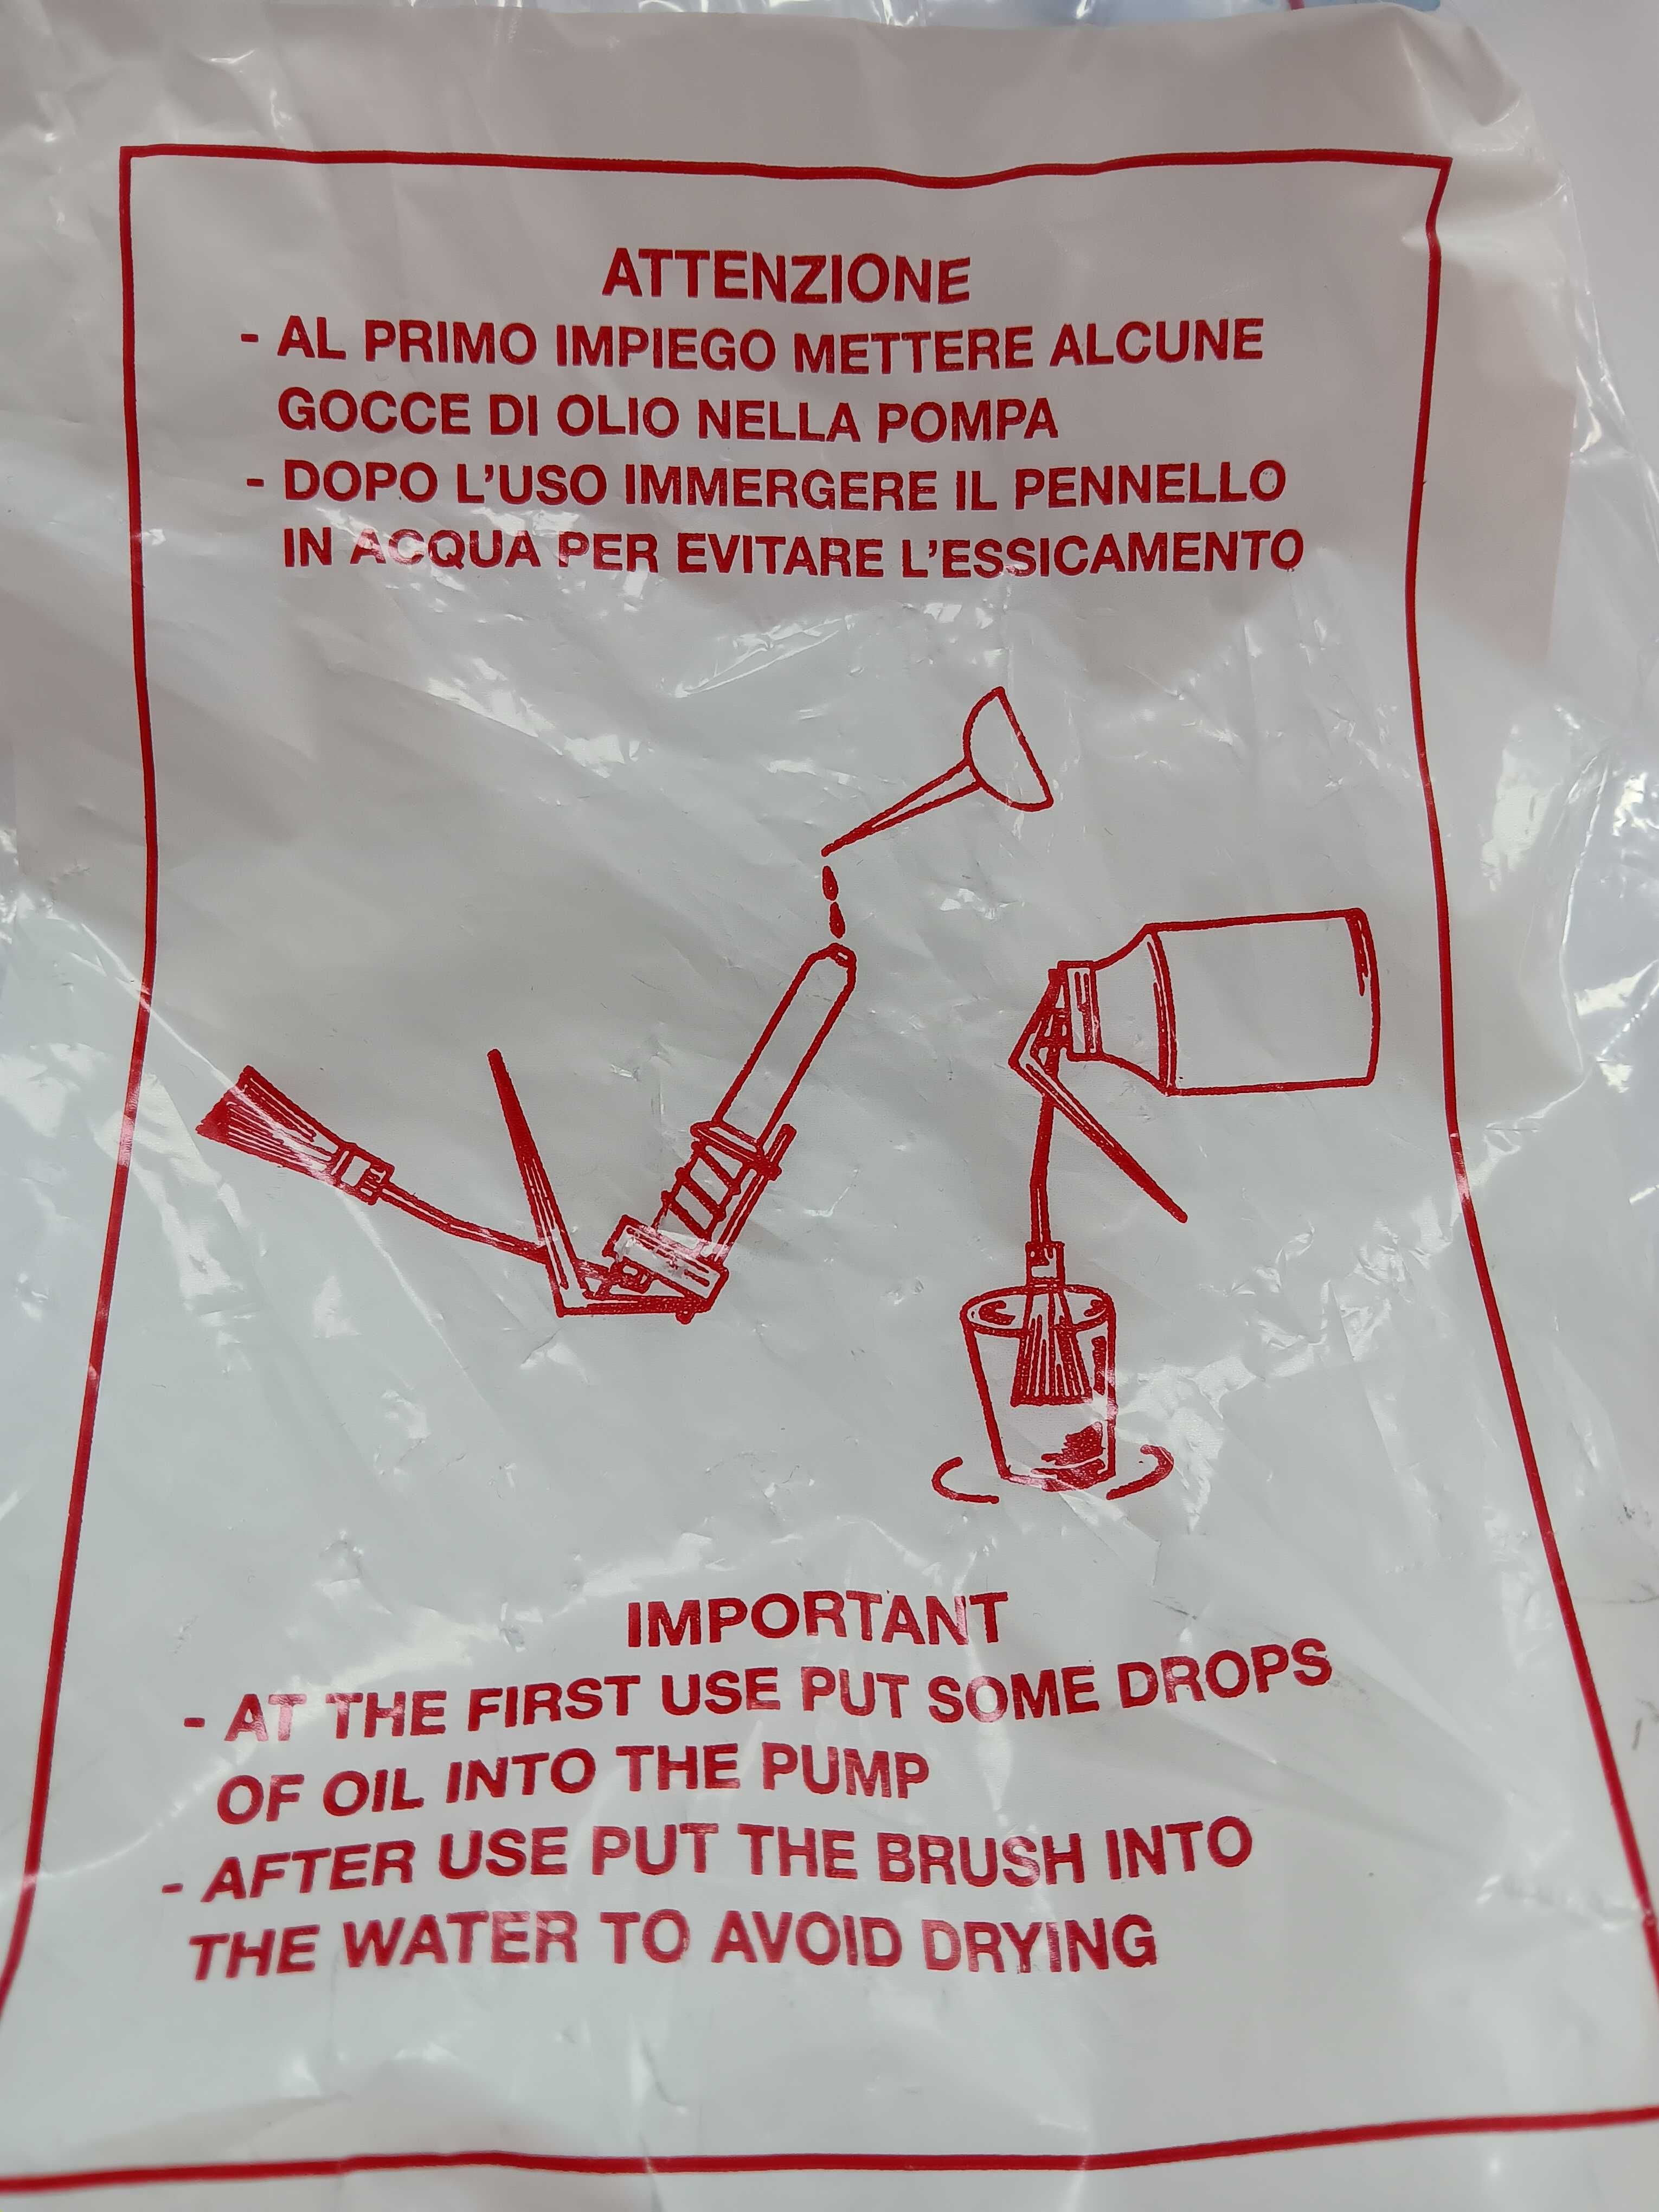 ATTENZIONE
- AL PRIMO IMPIEGO METTERE ALCUNE
GOCCE DI OLIO NELLA POMPA
- DOPO L'USO IMMERGERE IL PENNELLO
IN ACQUA PER EVITARE L'ESSICAMENTO
IMPORTANT
- AT THE FIRST USE PUT SOME DROPS
OF OIL INTO THE PUMP
- AFTER USE PUT THE BRUSH INTO
THE WATER TO AVOID DRYING